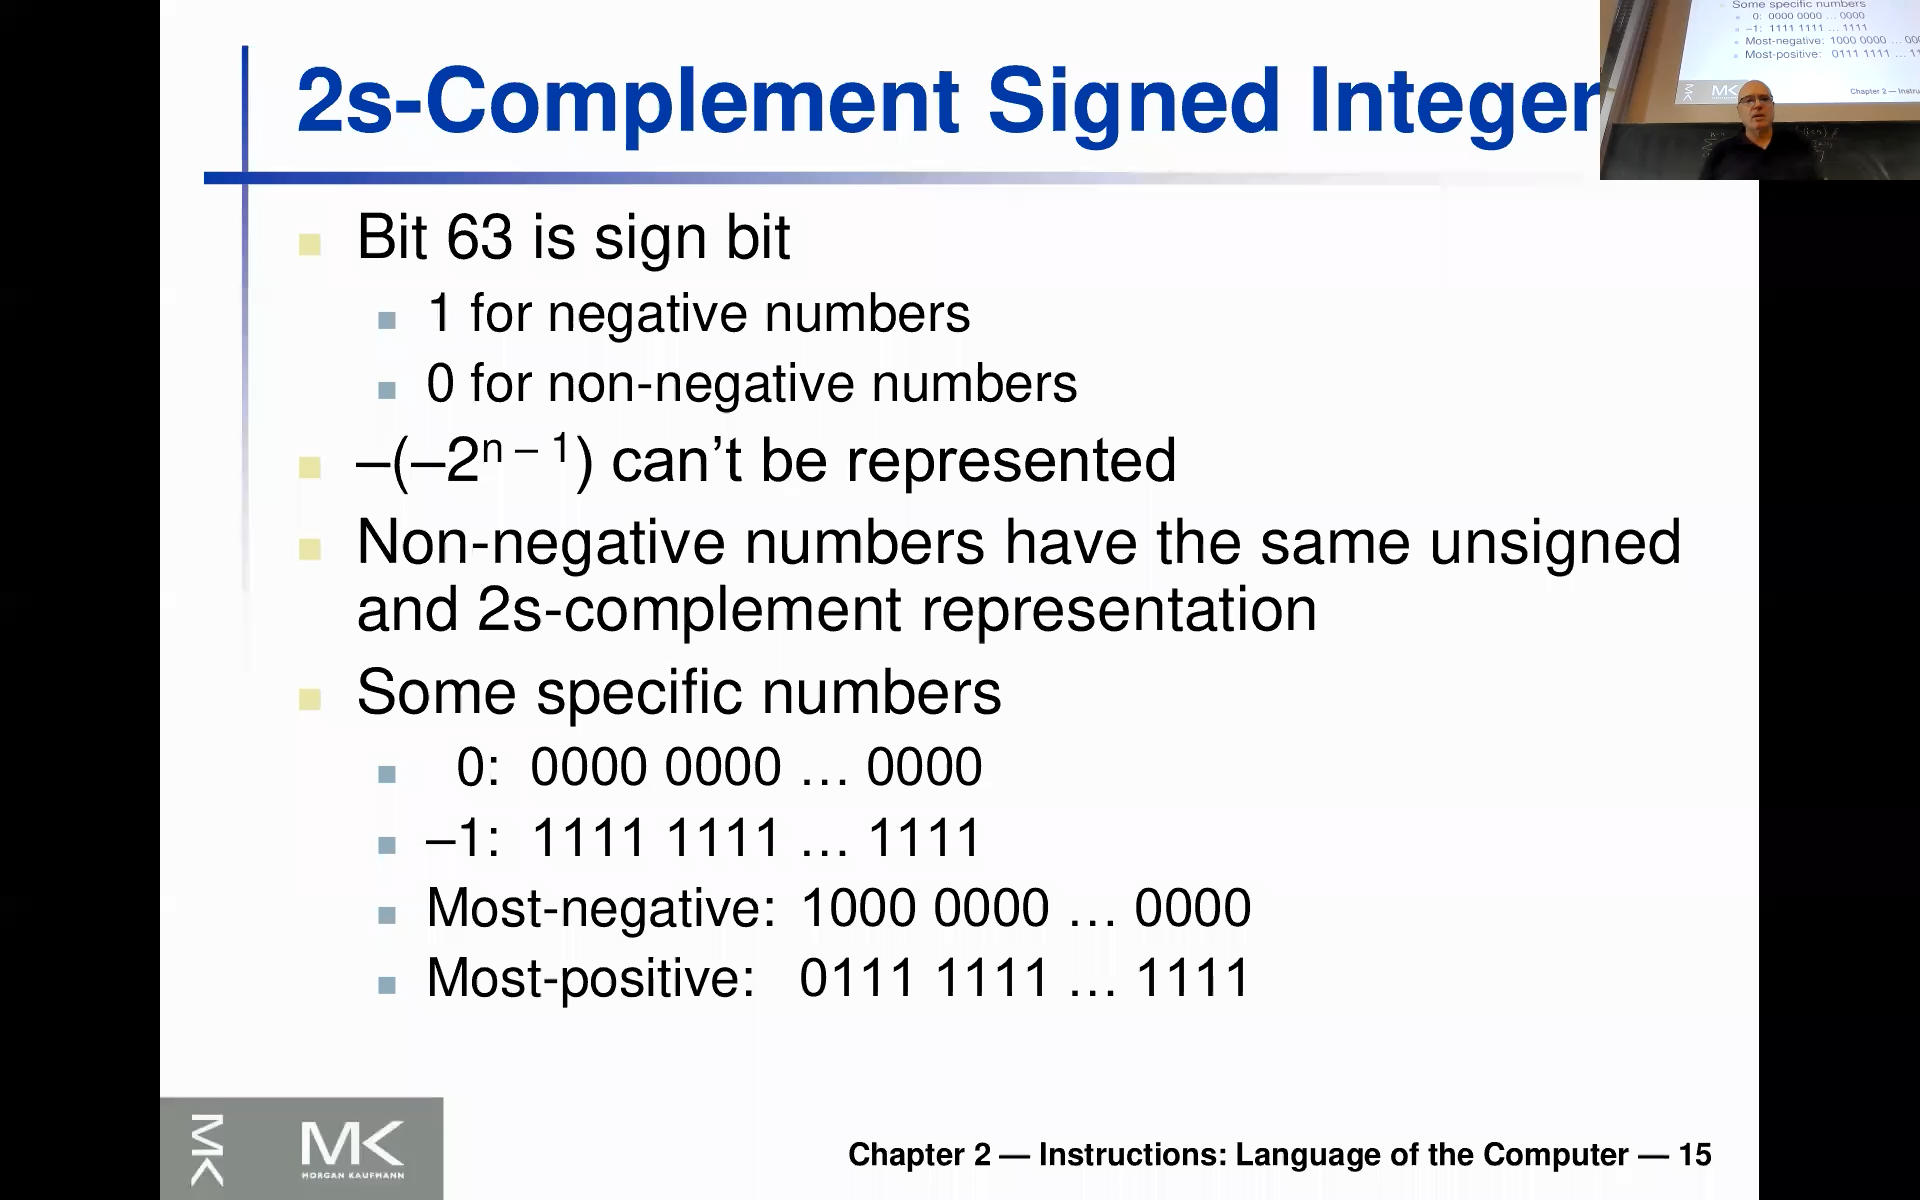 2s-Complement Signed Integer
Bit 63 is sign bit
1 for negative numbers
0 for non-negative numbers
–(–2ⁿ ⁻ ¹) can’t be represented
Non-negative numbers have the same unsigned
and 2s-complement representation
Some specific numbers
0: 0000 0000 … 0000
–1: 1111 1111 … 1111
Most-negative: 1000 0000 … 0000
Most-positive: 0111 1111 … 1111
MK
MK
MORGAN KAUFMANN
Chapter 2 — Instructions: Language of the Computer — 15
Some specific numbers
0: 0000 0000 ... 0000
–1: 1111 1111 ... 1111
Most-negative: 1000 0000 ...
Most-positive: 0111 1111 ...
MK
MK
Chapter 2 —